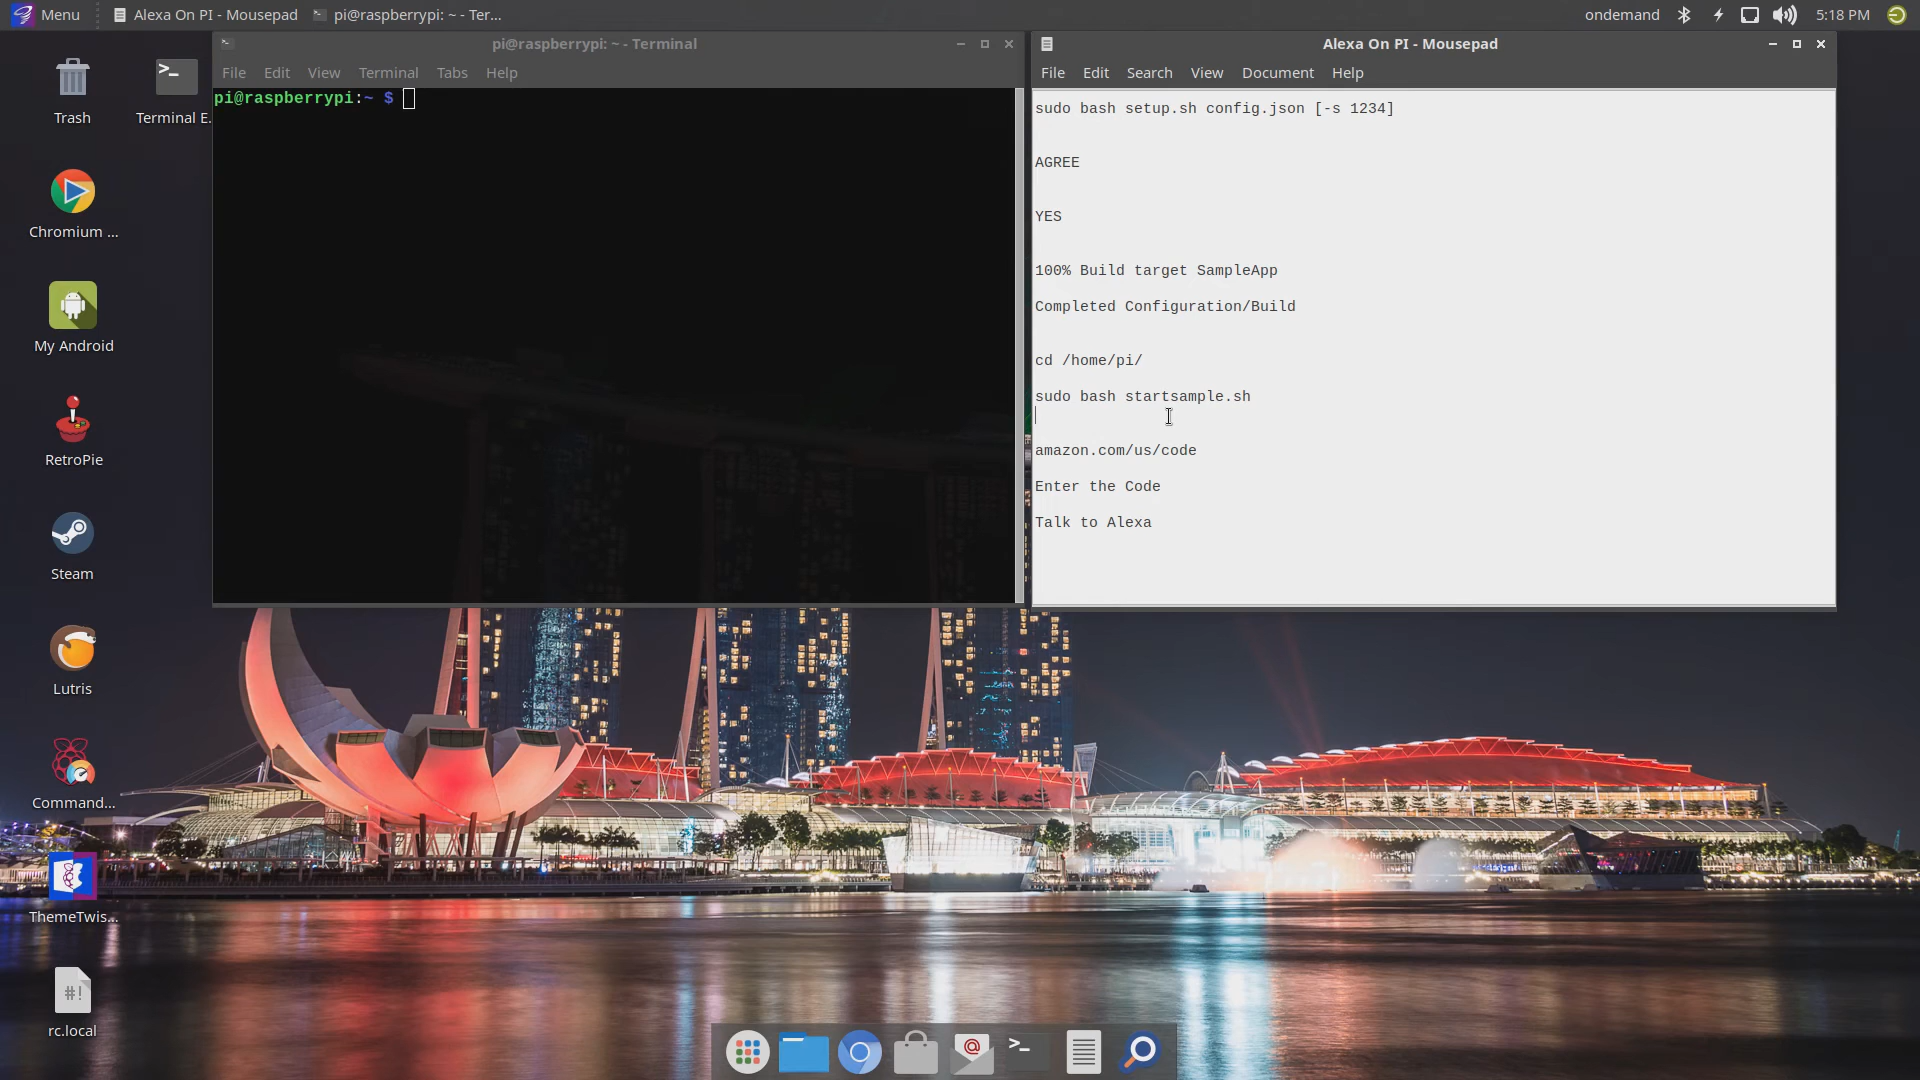 Menu
Alexa On PI - Mousepad
pi@raspberrypi: ~ - Ter...
ondemand
5:18 PM
Trash
Terminal E.
Chromium ...
My Android
RetroPie
Steam
Lutris
Command...
ThemeTwis...
#!
rc.local
pi@raspberrypi: ~ - Terminal
File Edit View Terminal Tabs Help
pi@raspberrypi:~ $
Alexa On PI - Mousepad
File Edit Search View Document Help
sudo bash setup.sh config.json [-s 1234]
AGREE
YES
100% Build target SampleApp
Completed Configuration/Build
cd /home/pi/
sudo bash startsample.sh
amazon.com/us/code
Enter the Code
Talk to Alexa